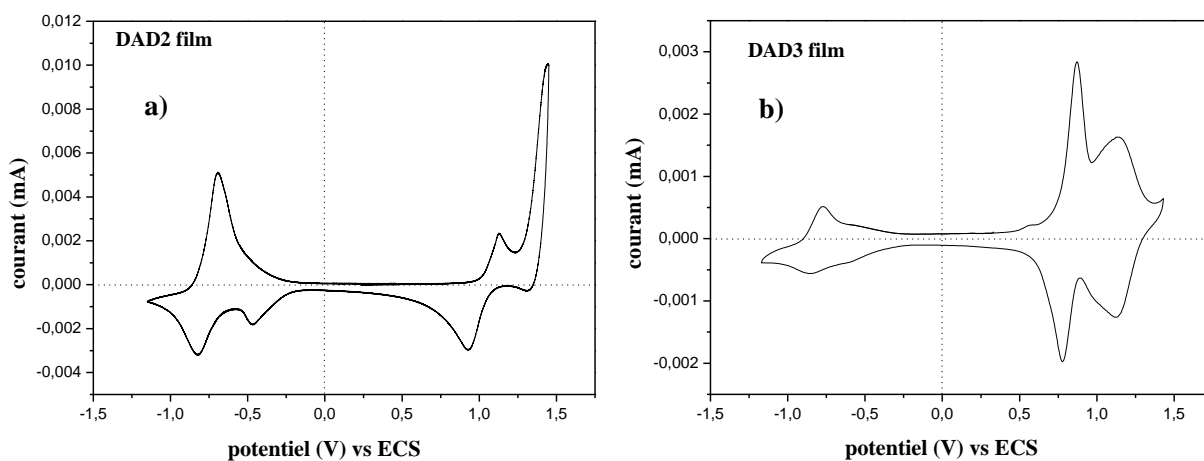 DAD2 film
a)
0,012
0,010
0,008
0,006
0,004
0,002
0,000
-0,002
-0,004
courant (mA)
-1,5 -1,0 -0,5 0,0 0,5 1,0 1,5
potentiel (V) vs ECS
DAD3 film
b)
0,003
0,002
0,001
0,000
-0,001
-0,002
courant (mA)
-1,5 -1,0 -0,5 0,0 0,5 1,0 1,5
potentiel (V) vs ECS